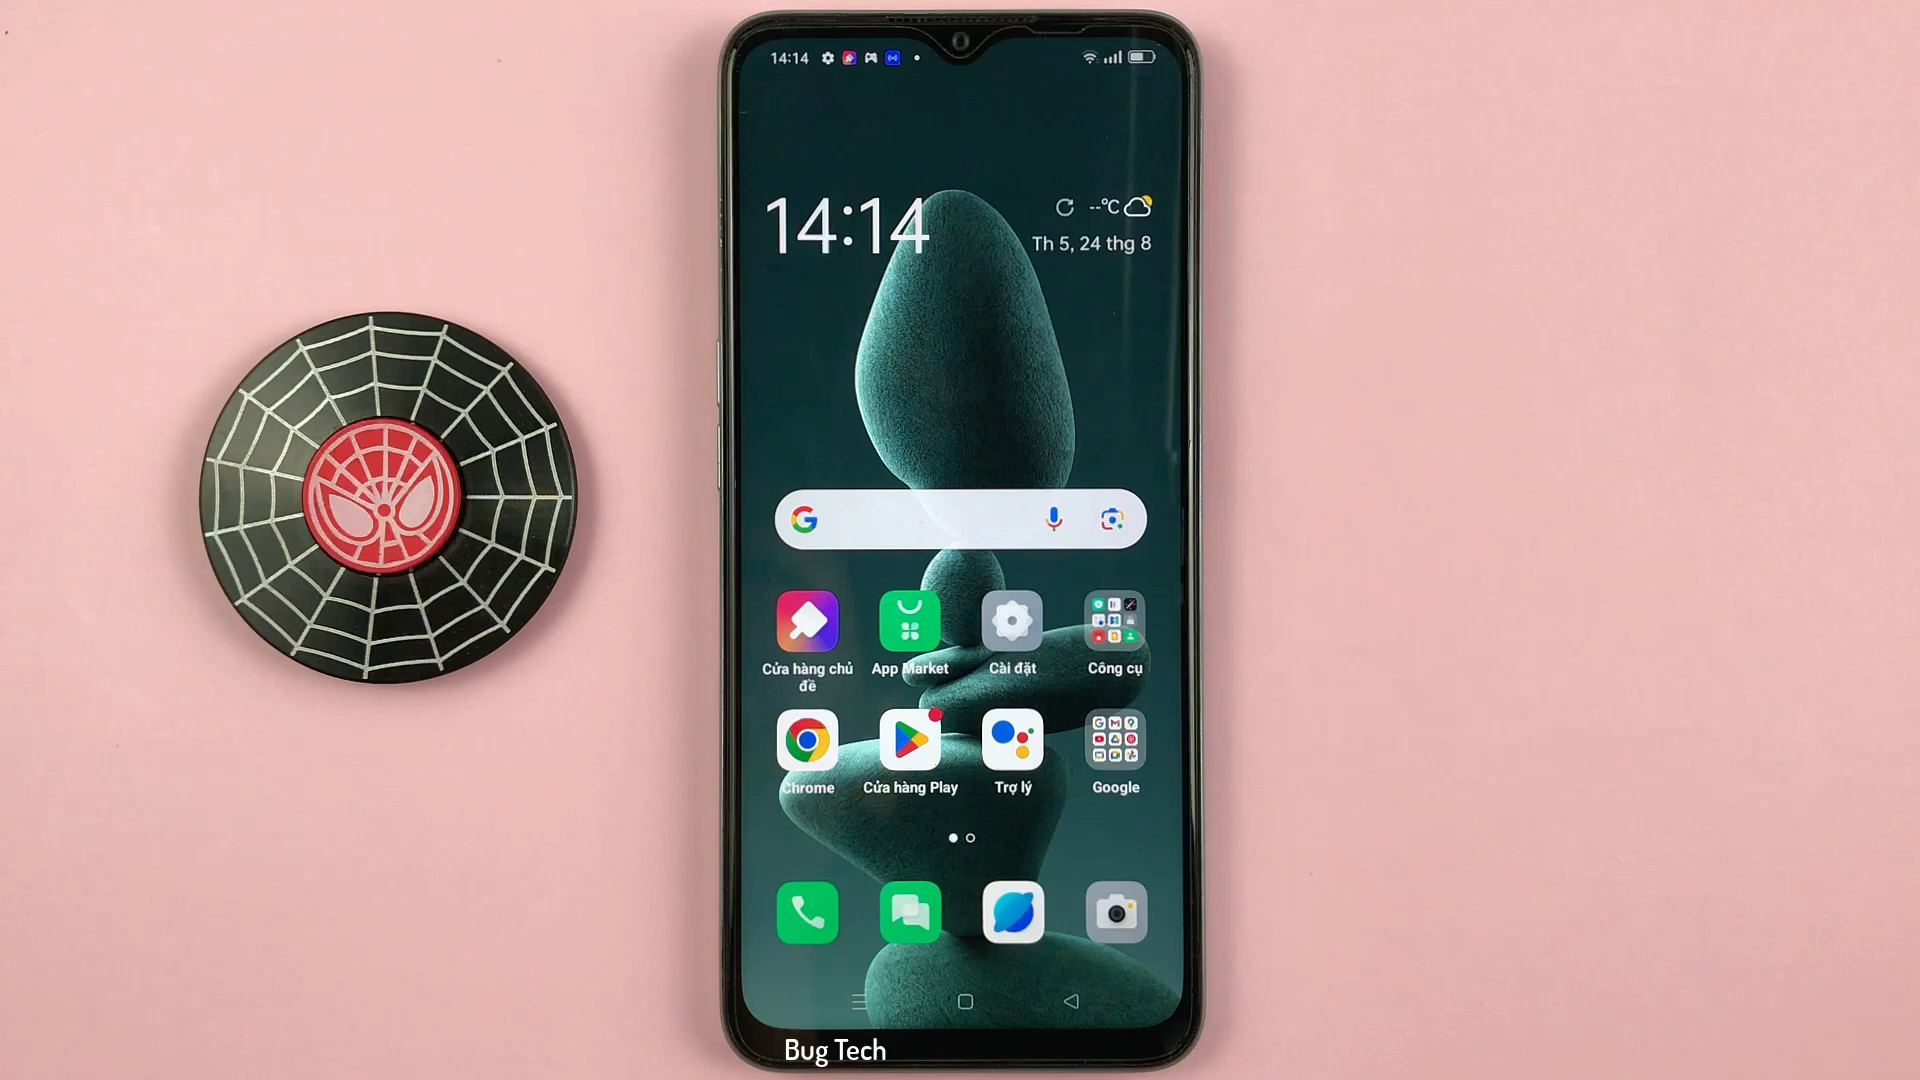 14:14
14:14
--°C
Th 5, 24 thg 8
Cửa hàng chủ đề
App Market
Cài đặt
Công cụ
Chrome
Cửa hàng Play
Trợ lý
Google
Bug Tech